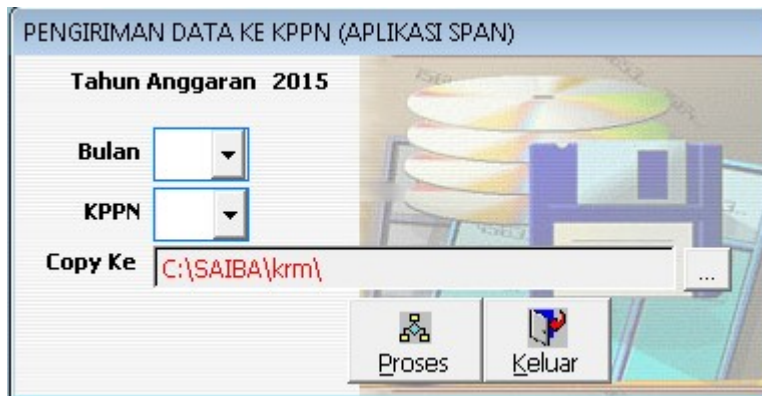 PENGIRIMAN DATA KE KPPN (APLIKASI SPAN)
Tahun Anggaran 2015
Bulan
KPPN
Copy Ke C:\SAIBA\krm\ ...
Proses Keluar